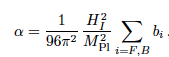 α = \frac{1}{96π^2} \frac{H_I^2}{M_{Pl}^2} \sum_{i=F,B} b_i .